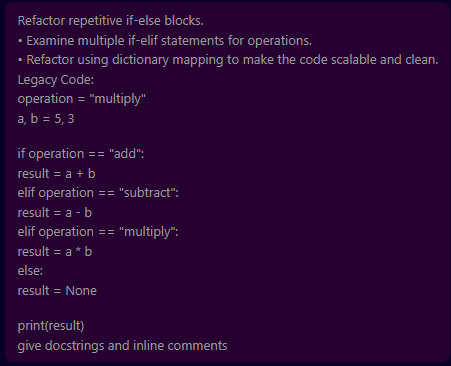 Refactor repetitive if-else blocks.
• Examine multiple if-elif statements for operations.
• Refactor using dictionary mapping to make the code scalable and clean.
Legacy Code:
operation = "multiply"
a, b = 5, 3
if operation == "add":
result = a + b
elif operation == "subtract":
result = a - b
elif operation == "multiply":
result = a * b
else:
result = None
print(result)
give docstrings and inline comments